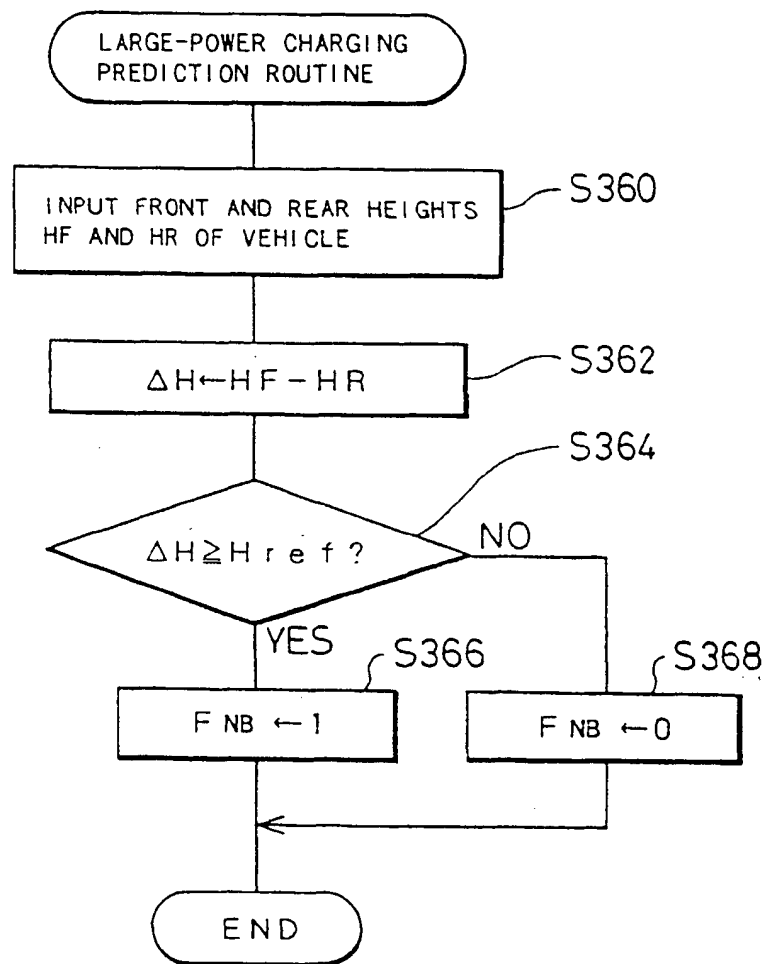 LARGE-POWER CHARGING
PREDICTION ROUTINE
S360
INPUT FRONT AND REAR HEIGHTS
HF AND HR OF VEHICLE
S362
ΔH←HF-HR
S364
ΔH≧Href?
NO
YES
S366
FNB←1
S368
FNB←0
END